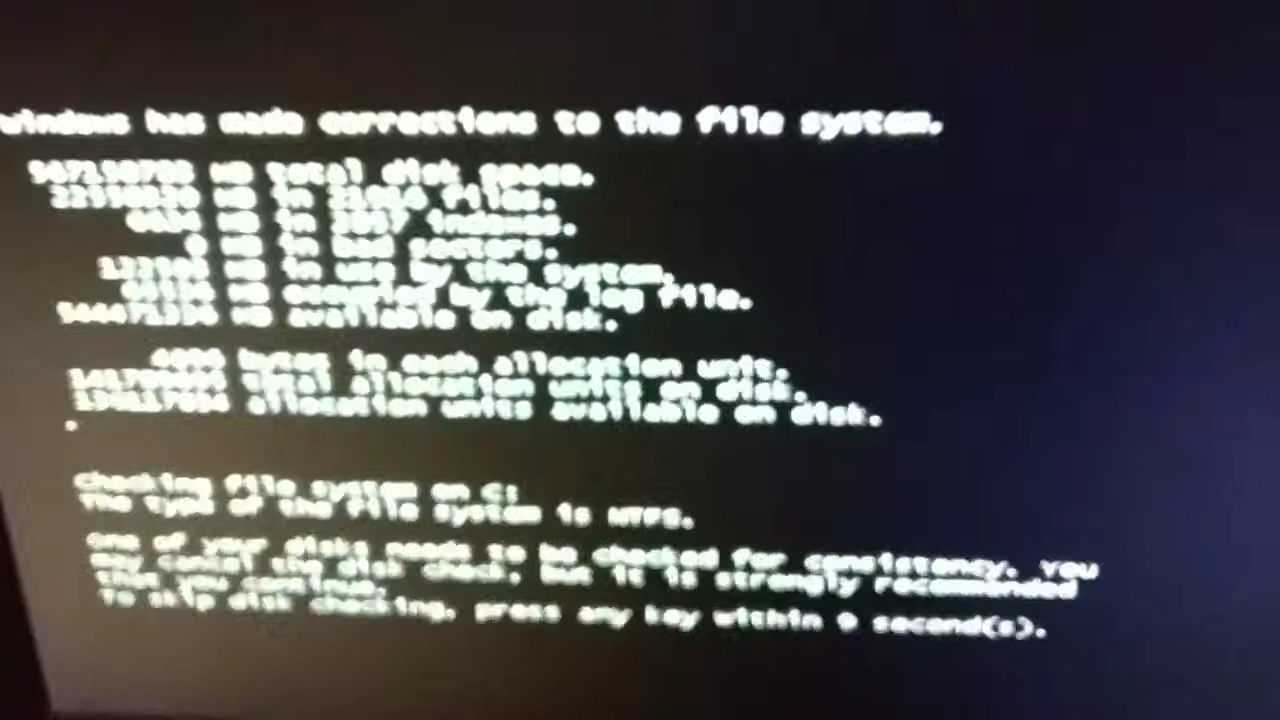 Windows has made corrections to the file system.
KB total disk space.
KB in files.
KB in indexes.
0 KB in bad sectors.
KB in use by the system.
KB occupied by the log file.
KB available on disk.
4096 bytes in each allocation unit.
total allocation units on disk.
allocation units available on disk.
.
Checking file system on C:
The type of the file system is NTFS.
One of your disks needs to be checked for consistency. You
may cancel the disk check, but it is strongly recommended
that you continue.
To skip disk checking, press any key within 9 second(s).